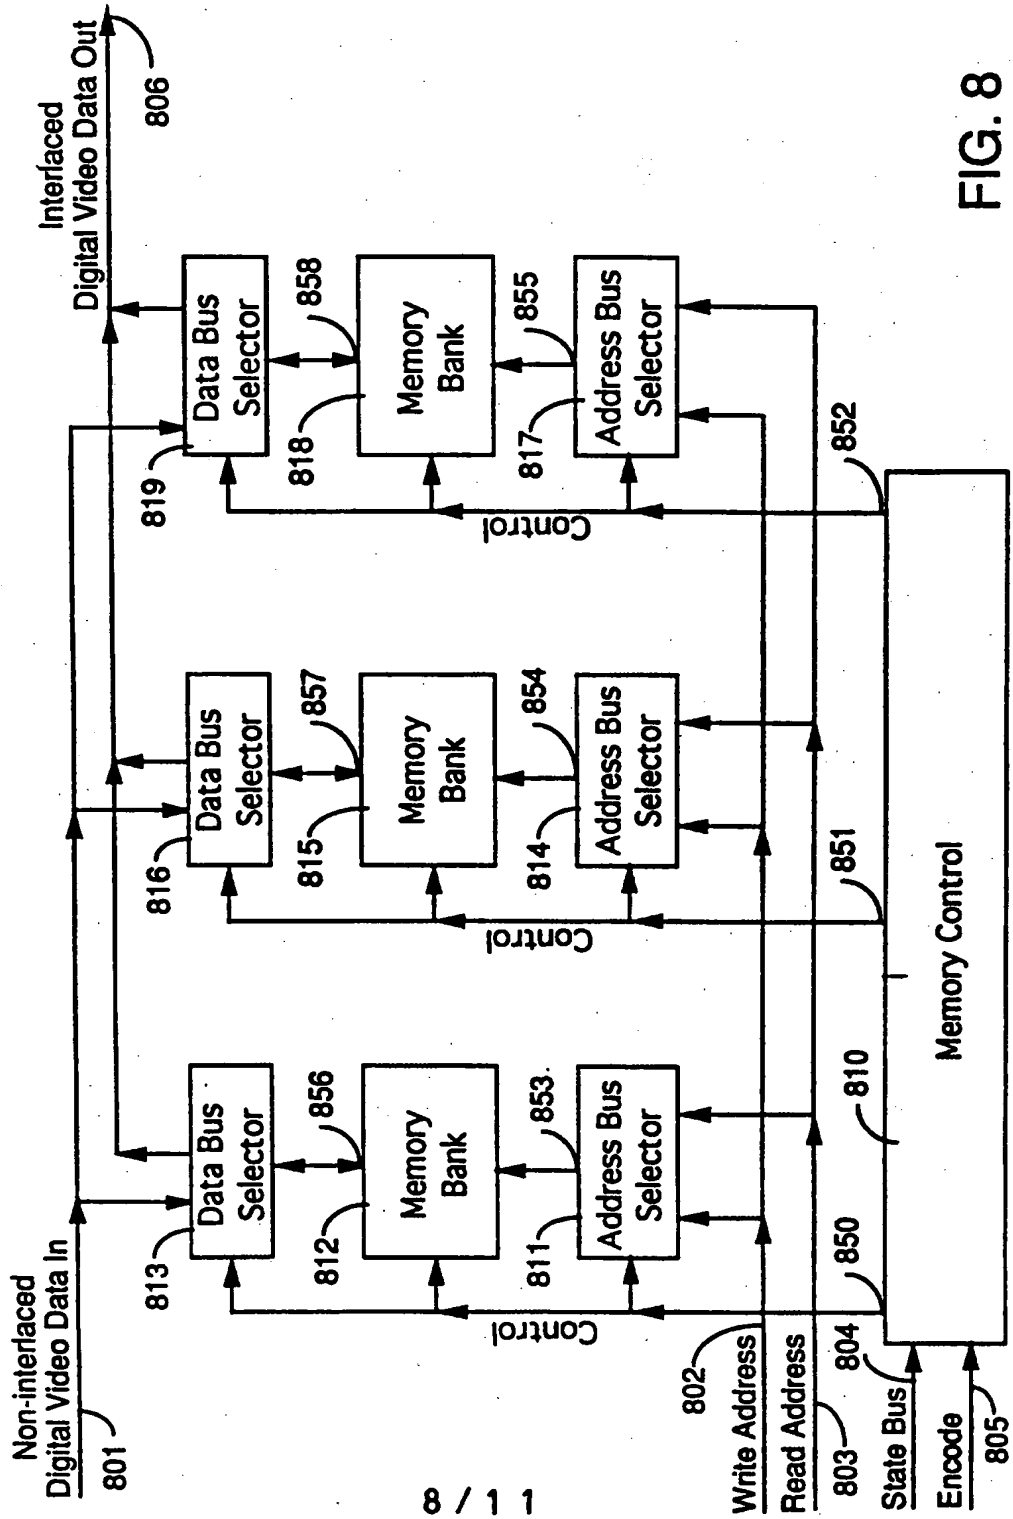 Non-interlaced
Digital Video Data In
801
Interlaced
Digital Video Data Out
806
813
Data Bus
Selector
816
Data Bus
Selector
819
Data Bus
Selector
856
857
858
812
Memory
Bank
815
Memory
Bank
818
Memory
Bank
853
854
855
811
Address Bus
Selector
814
Address Bus
Selector
817
Address Bus
Selector
Control
Control
Control
802
Write Address
Read Address
803
850
851
852
804
State Bus
Encode
805
810
Memory Control
FIG. 8
8 / 1 1